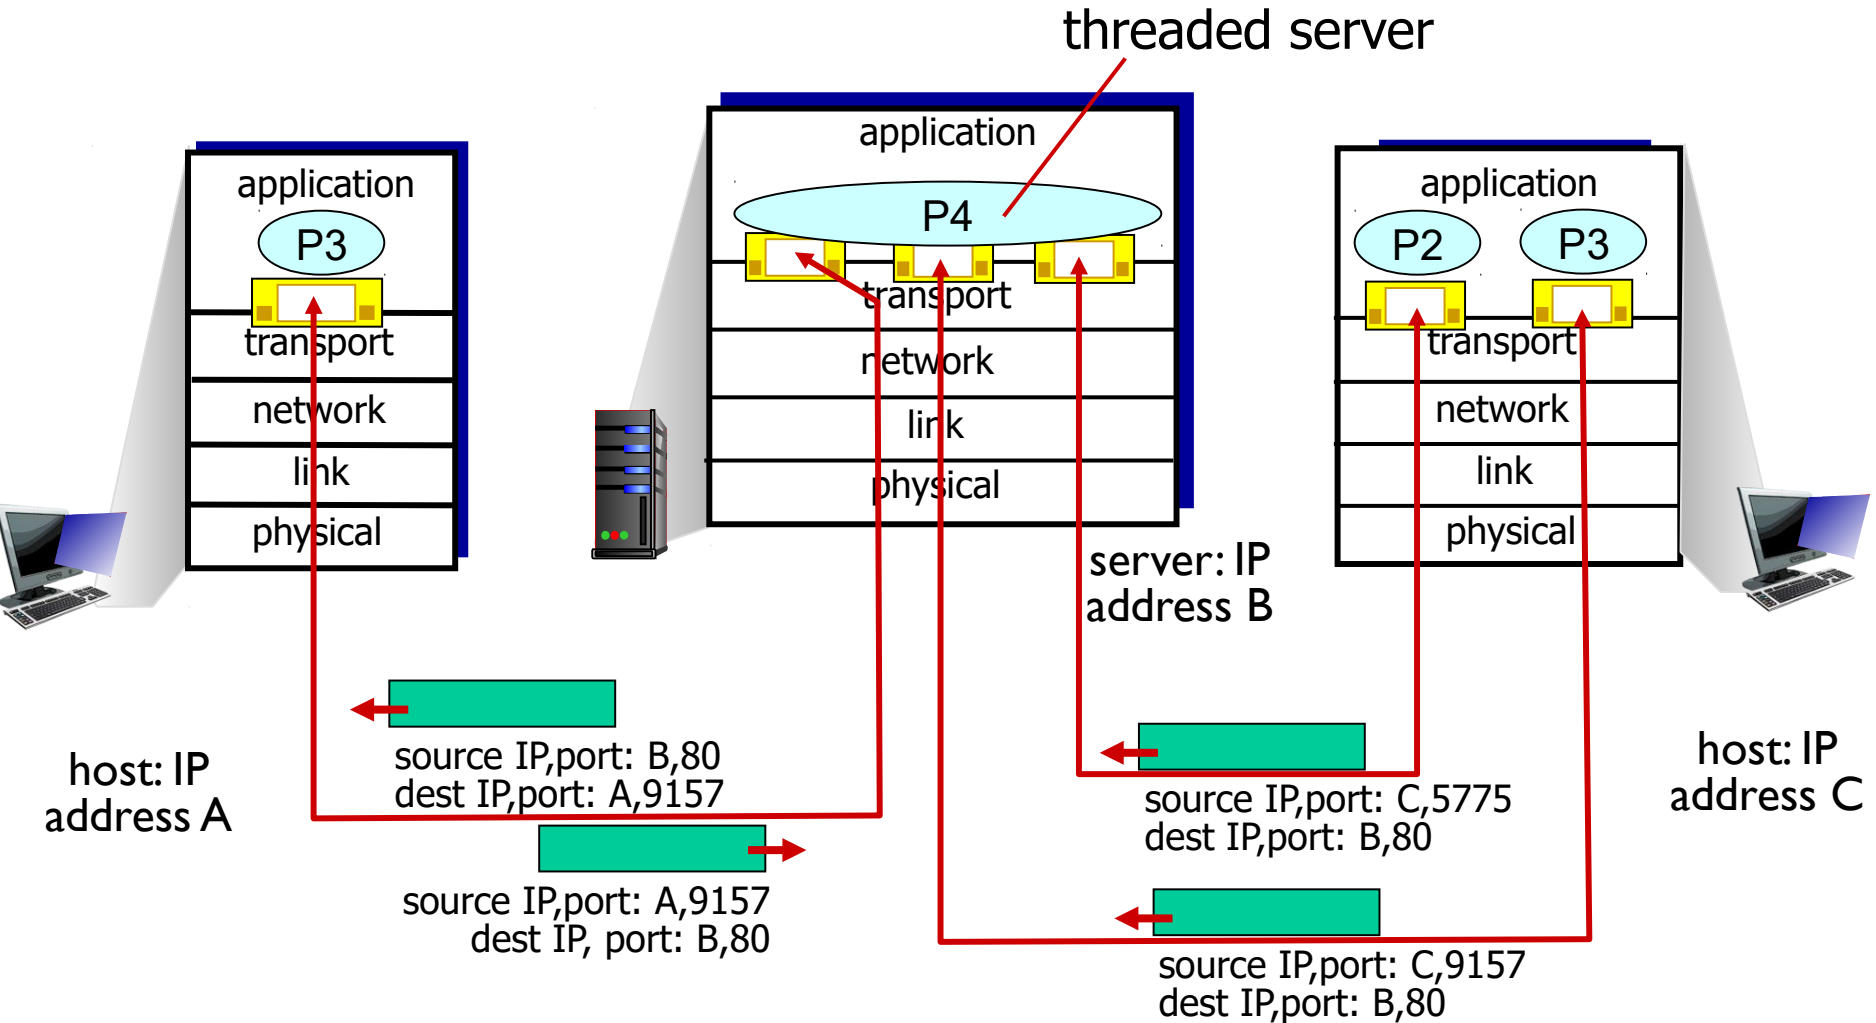 threaded server
application
P3
transport
network
link
physical
application
P4
transport
network
link
physical
application
P2 P3
transport
network
link
physical
server: IP
address B
host: IP
address A
source IP,port: B,80
dest IP,port: A,9157
source IP,port: A,9157
dest IP, port: B,80
source IP,port: C,5775
dest IP,port: B,80
source IP,port: C,9157
dest IP,port: B,80
host: IP
address C